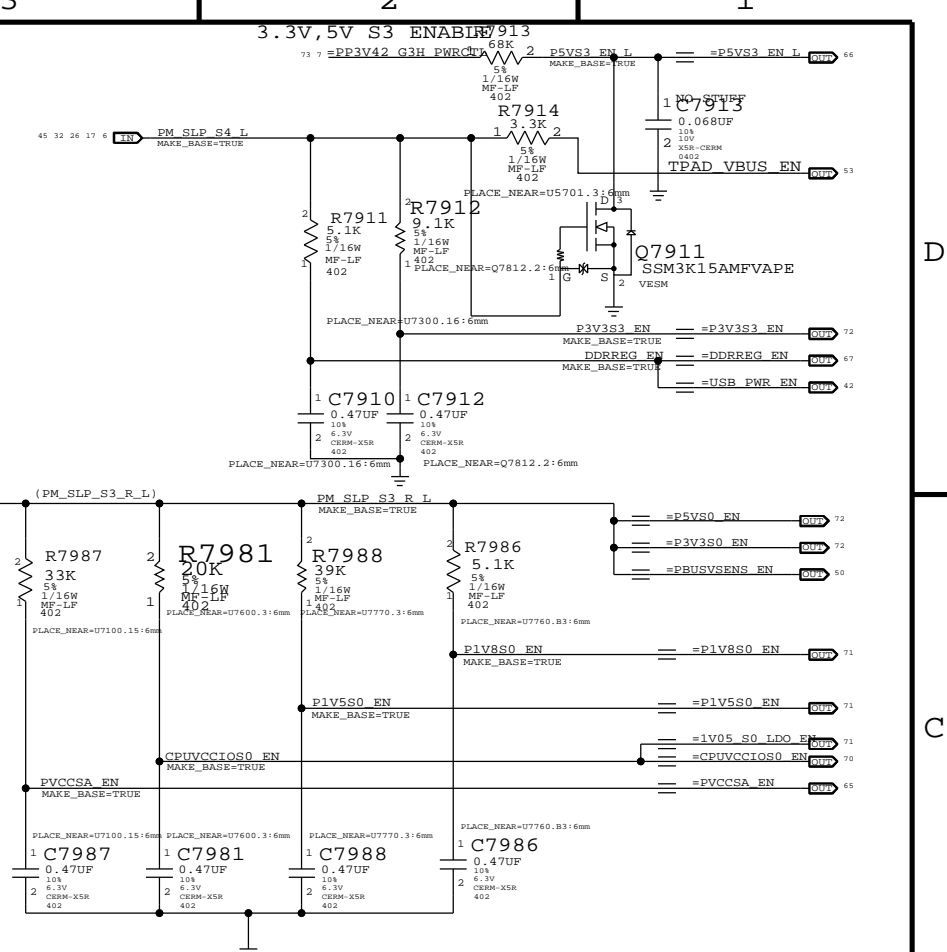 3
2
1
3.3V,5V S3 ENABLE
R7913
73 7 =PP3V42_G3H_PWRCTL
1 68K 2
5%
1/16W
MF-LF
402
P5VS3_EN_L
MAKE_BASE=TRUE
=P5VS3_EN_L OUT 66
NO STUFF
1 C7913
0.068UF
10%
10V
2 X5R-CERM
0402
R7914
1 3.3K 2
5%
1/16W
MF-LF
402
45 32 26 17 6 IN PM_SLP_S4_L
MAKE_BASE=TRUE
TPAD_VBUS_EN OUT 53
PLACE_NEAR=U5701.3:6mm
D 3
2
R7911
5.1K
5%
1/16W
1 MF-LF
402
2 R7912
9.1K
5%
1/16W
MF-LF
1 402
PLACE_NEAR=Q7812.2:6mm
1 G S 2
Q7911
SSM3K15AMFVAPE
VESM
D
PLACE_NEAR=U7300.16:6mm
P3V3S3_EN
MAKE_BASE=TRUE
=P3V3S3_EN OUT 72
DDRREG_EN
MAKE_BASE=TRUE
=DDRREG_EN OUT 67
=USB_PWR_EN OUT 42
1 C7910
0.47UF
10%
2 6.3V
CERM-X5R
402
1 C7912
0.47UF
10%
2 6.3V
CERM-X5R
402
PLACE_NEAR=U7300.16:6mm
PLACE_NEAR=Q7812.2:6mm
(PM_SLP_S3_R_L)
PM_SLP_S3_R_L
MAKE_BASE=TRUE
=P5VS0_EN OUT 72
=P3V3S0_EN OUT 72
=PBUSVSENS_EN OUT 50
2 R7987
33K
5%
1/16W
1 MF-LF
402
PLACE_NEAR=U7100.15:6mm
2 R7981
20K
5%
1/16W
1 MF-LF
402
PLACE_NEAR=U7600.3:6mm
2
R7988
39K
5%
1/16W
MF-LF
1 402
PLACE_NEAR=U7770.3:6mm
2 R7986
5.1K
5%
1/16W
1 MF-LF
402
PLACE_NEAR=U7760.B3:6mm
P1V8S0_EN
MAKE_BASE=TRUE
=P1V8S0_EN OUT 71
P1V5S0_EN
MAKE_BASE=TRUE
=P1V5S0_EN OUT 71
C
=1V05_S0_LDO_EN OUT 71
CPUVCCIOS0_EN
MAKE_BASE=TRUE
=CPUVCCIOS0_EN OUT 70
PVCCSA_EN
MAKE_BASE=TRUE
=PVCCSA_EN OUT 65
PLACE_NEAR=U7100.15:6mm
PLACE_NEAR=U7600.3:6mm
PLACE_NEAR=U7770.3:6mm
PLACE_NEAR=U7760.B3:6mm
1 C7987
0.47UF
10%
2 6.3V
CERM-X5R
402
1 C7981
0.47UF
10%
2 6.3V
CERM-X5R
402
1 C7988
0.47UF
10%
2 6.3V
CERM-X5R
402
1 C7986
0.47UF
10%
2 6.3V
CERM-X5R
402